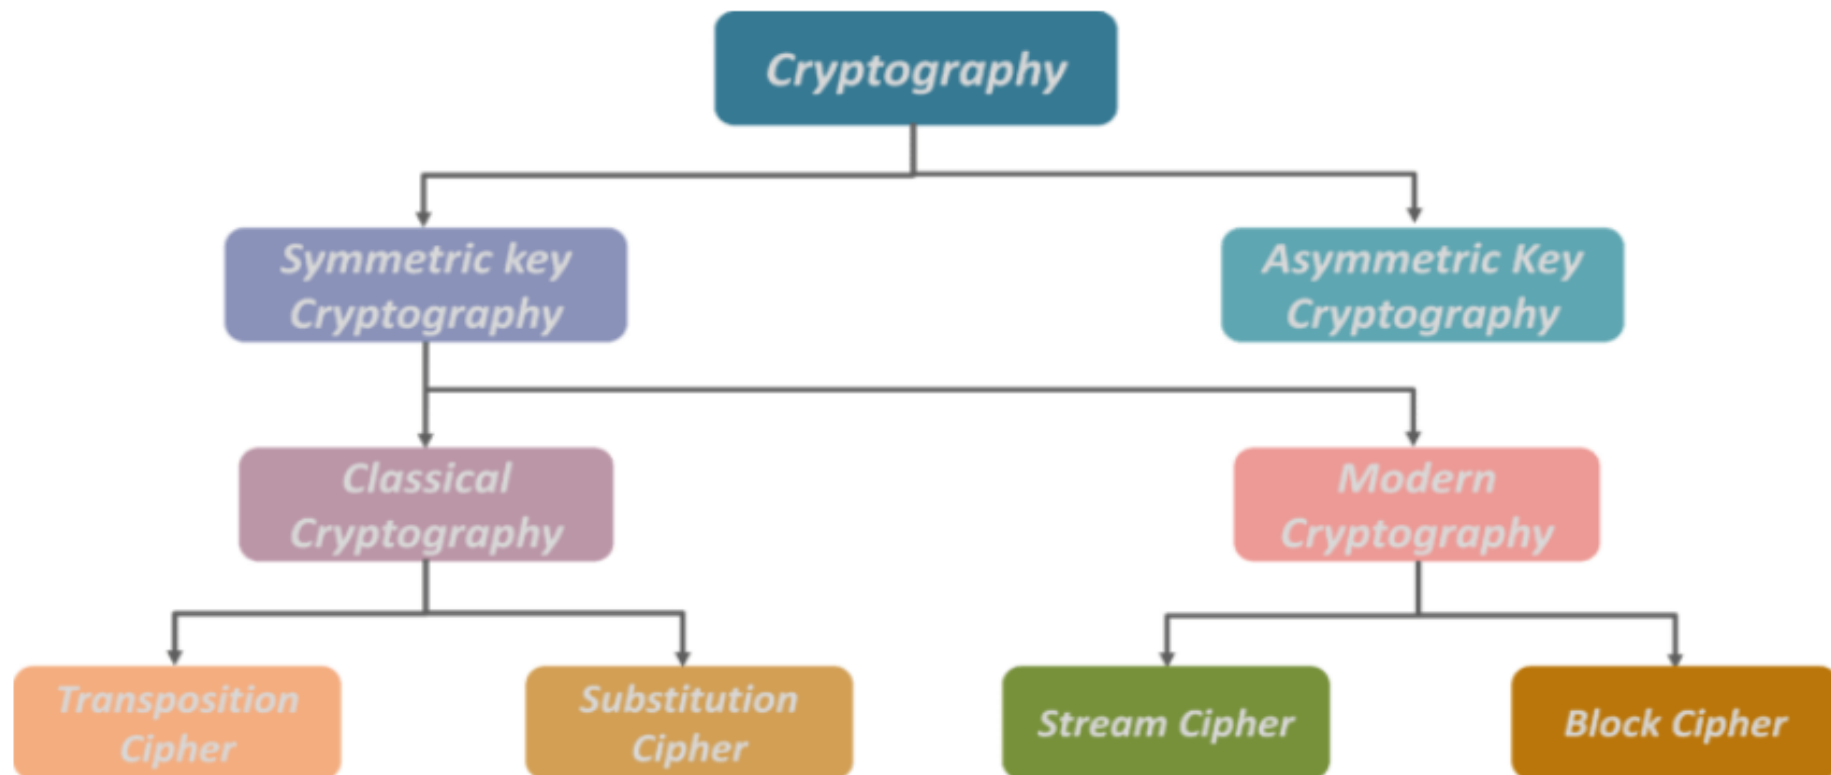 Cryptography
Symmetric key
Cryptography
Asymmetric Key
Cryptography
Classical
Cryptography
Modern
Cryptography
Transposition
Cipher
Substitution
Cipher
Stream Cipher
Block Cipher